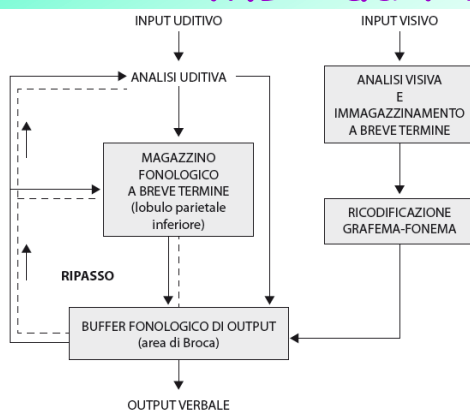 INPUT UDITIVO
ANALISI UDITIVA
MAGAZZINO
FONOLOGICO
A BREVE TERMINE
(lobulo parietale
inferiore)
RIPASSO
INPUT VISIVO
ANALISI VISIVA
E
IMMAGAZZINAMENTO
A BREVE TERMINE
RICODIFICAZIONE
GRAFEMA-FONEMA
BUFFER FONOLOGICO DI OUTPUT
(area di Broca)
OUTPUT VERBALE